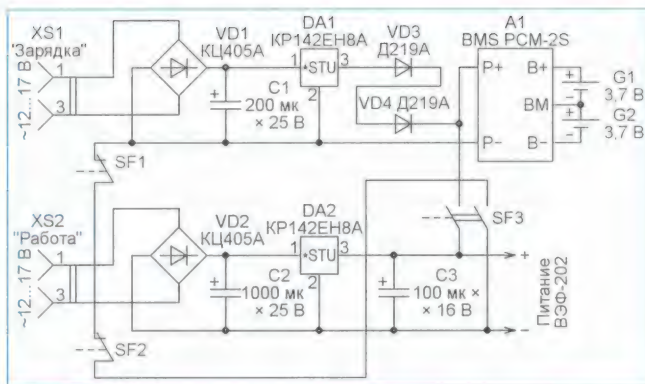 XS1
"Зарядка"
1
3
~12...17 В
VD1
КЦ405А
DA1
КР142ЕН8А
1
*STU
3
2
C1
200 мк
× 25 В
VD3
Д219А
VD4 Д219А
A1
BMS PCM-2S
P+
P−
B+
BM
B−
G1
3,7 В
G2
3,7 В
SF1
XS2
"Работа"
1
3
~12...17 В
VD2
КЦ405А
DA2
КР142ЕН8А
1
*STU
3
2
C2
1000 мк
× 25 В
C3
100 мк ×
× 16 В
SF3
SF2
+
−
Питание
ВЭФ-202